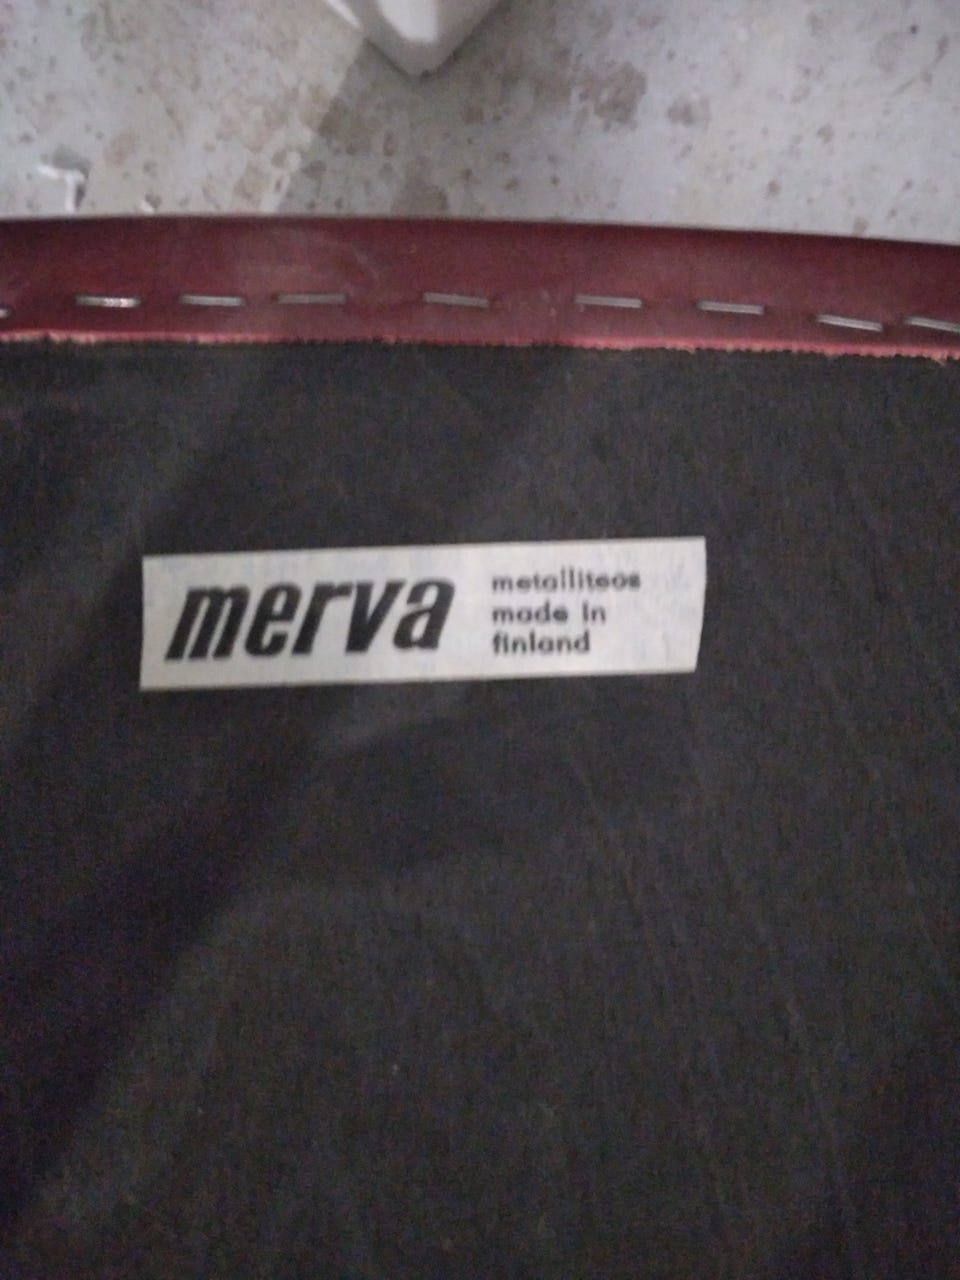 merva
metalliteos
made in
finland